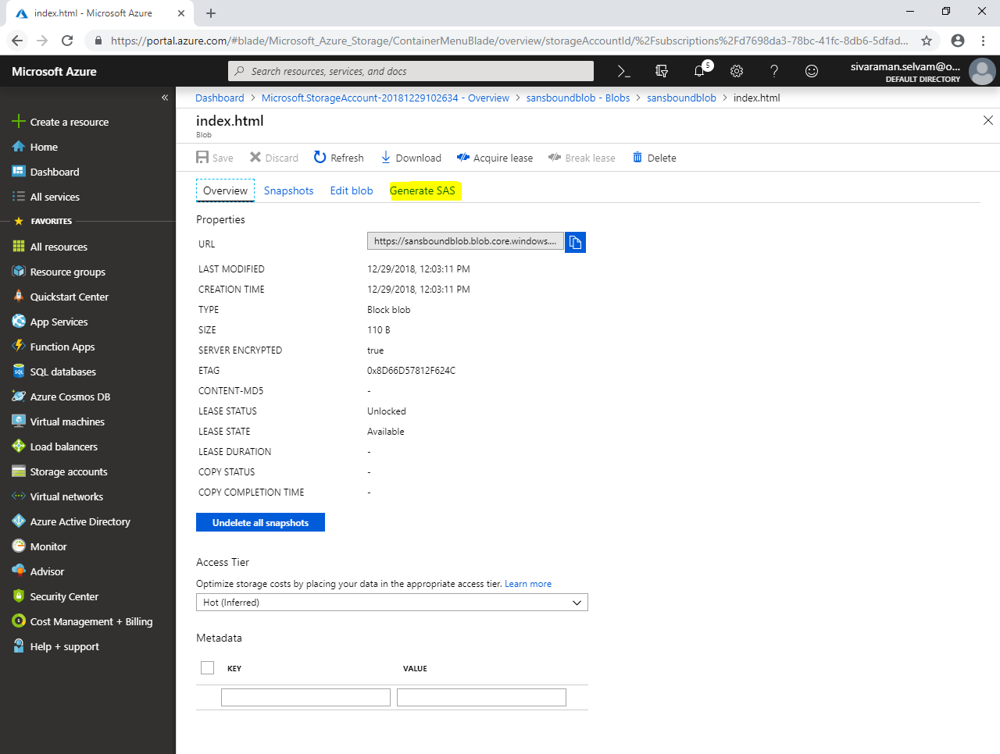 index.html - Microsoft Azure
https://portal.azure.com/#blade/Microsoft_Azure_Storage/ContainerMenuBlade/overview/storageAccountId/%2Fsubscriptions%2Fd7698da3-78bc-41fc-8db6-5dfad...
Microsoft Azure
Search resources, services, and docs
5
sivaraman.selvam@o...
DEFAULT DIRECTORY
Dashboard > Microsoft.StorageAccount-20181229102634 - Overview > sansboundblob - Blobs > sansboundblob > index.html
index.html
Blob
Save Discard Refresh Download Acquire lease Break lease Delete
Overview Snapshots Edit blob Generate SAS
Properties
URL https://sansboundblob.blob.core.windows....
LAST MODIFIED 12/29/2018, 12:03:11 PM
CREATION TIME 12/29/2018, 12:03:11 PM
TYPE Block blob
SIZE 110 B
SERVER ENCRYPTED true
ETAG 0x8D66D57812F624C
CONTENT-MD5 -
LEASE STATUS Unlocked
LEASE STATE Available
LEASE DURATION -
COPY STATUS -
COPY COMPLETION TIME -
Undelete all snapshots
Access Tier
Optimize storage costs by placing your data in the appropriate access tier. Learn more
Hot (Inferred)
Metadata
KEY VALUE
Create a resource
Home
Dashboard
All services
FAVORITES
All resources
Resource groups
Quickstart Center
App Services
Function Apps
SQL databases
Azure Cosmos DB
Virtual machines
Load balancers
Storage accounts
Virtual networks
Azure Active Directory
Monitor
Advisor
Security Center
Cost Management + Billing
Help + support